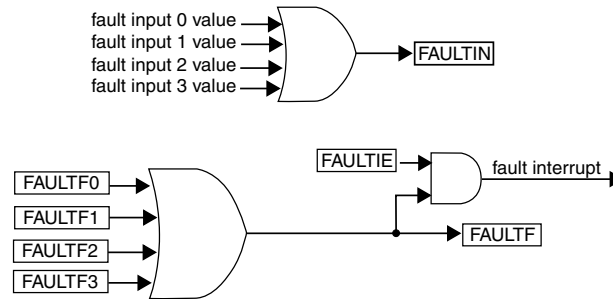 fault input 0 value
fault input 1 value
fault input 2 value
fault input 3 value
FAULTIN
FAULTIE
fault interrupt
FAULTF0
FAULTF1
FAULTF2
FAULTF3
FAULTF